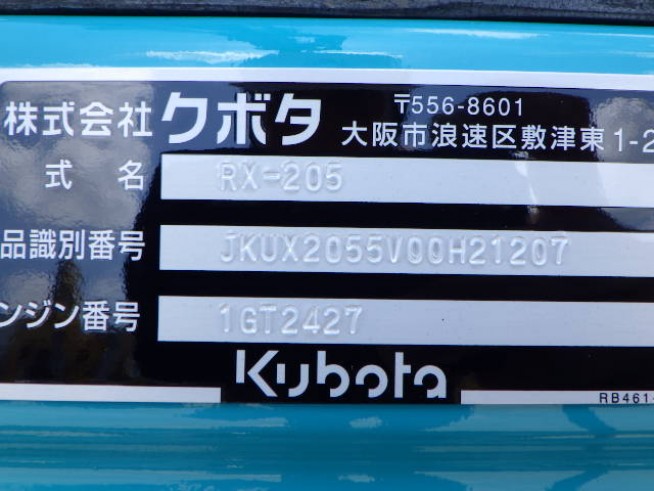 株式会社クボタ 〒556-8601
大阪市浪速区敷津東1-2
式 名 RX-205
品識別番号 JKUX2055V00H21207
ンジン番号 1GT2427
Kubota
RB461